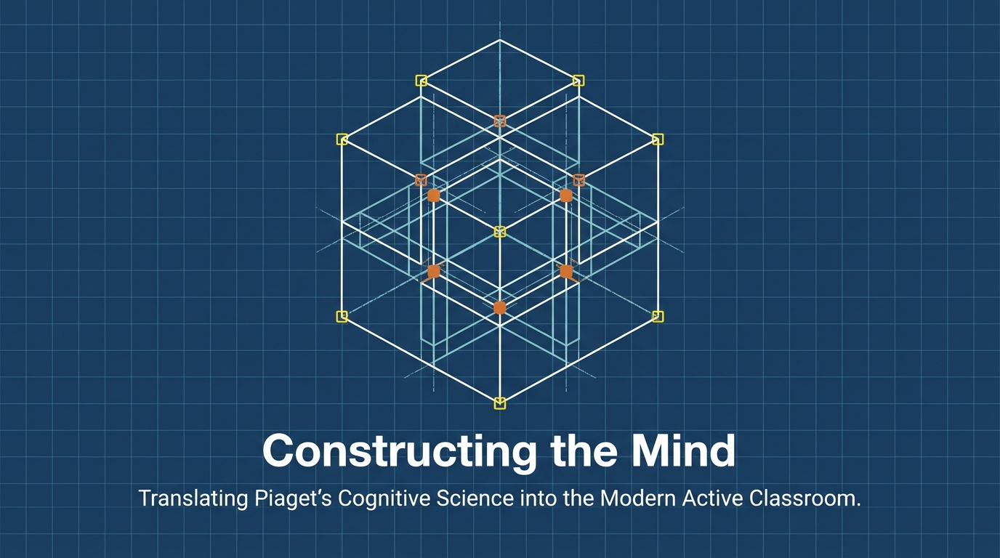 Constructing the Mind
Translating Piaget‘s Cognitive Science into the Modern Active Classroom.